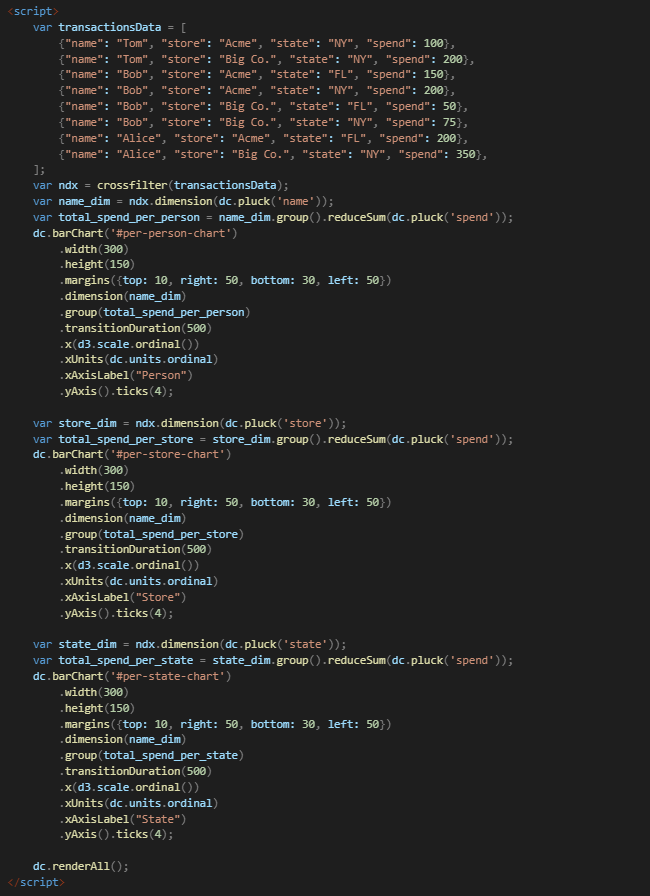 <script>
    var transactionsData = [
        {"name": "Tom", "store": "Acme", "state": "NY", "spend": 100},
        {"name": "Tom", "store": "Big Co.", "state": "NY", "spend": 200},
        {"name": "Bob", "store": "Acme", "state": "FL", "spend": 150},
        {"name": "Bob", "store": "Acme", "state": "NY", "spend": 200},
        {"name": "Bob", "store": "Big Co.", "state": "FL", "spend": 50},
        {"name": "Bob", "store": "Big Co.", "state": "NY", "spend": 75},
        {"name": "Alice", "store": "Acme", "state": "FL", "spend": 200},
        {"name": "Alice", "store": "Big Co.", "state": "NY", "spend": 350},
    ];
    var ndx = crossfilter(transactionsData);
    var name_dim = ndx.dimension(dc.pluck('name'));
    var total_spend_per_person = name_dim.group().reduceSum(dc.pluck('spend'));
    dc.barChart('#per-person-chart')
        .width(300)
        .height(150)
        .margins({top: 10, right: 50, bottom: 30, left: 50})
        .dimension(name_dim)
        .group(total_spend_per_person)
        .transitionDuration(500)
        .x(d3.scale.ordinal())
        .xUnits(dc.units.ordinal)
        .xAxisLabel("Person")
        .yAxis().ticks(4);

    var store_dim = ndx.dimension(dc.pluck('store'));
    var total_spend_per_store = store_dim.group().reduceSum(dc.pluck('spend'));
    dc.barChart('#per-store-chart')
        .width(300)
        .height(150)
        .margins({top: 10, right: 50, bottom: 30, left: 50})
        .dimension(name_dim)
        .group(total_spend_per_store)
        .transitionDuration(500)
        .x(d3.scale.ordinal())
        .xUnits(dc.units.ordinal)
        .xAxisLabel("Store")
        .yAxis().ticks(4);

    var state_dim = ndx.dimension(dc.pluck('state'));
    var total_spend_per_state = state_dim.group().reduceSum(dc.pluck('spend'));
    dc.barChart('#per-state-chart')
        .width(300)
        .height(150)
        .margins({top: 10, right: 50, bottom: 30, left: 50})
        .dimension(name_dim)
        .group(total_spend_per_state)
        .transitionDuration(500)
        .x(d3.scale.ordinal())
        .xUnits(dc.units.ordinal)
        .xAxisLabel("State")
        .yAxis().ticks(4);

    dc.renderAll();
</script>